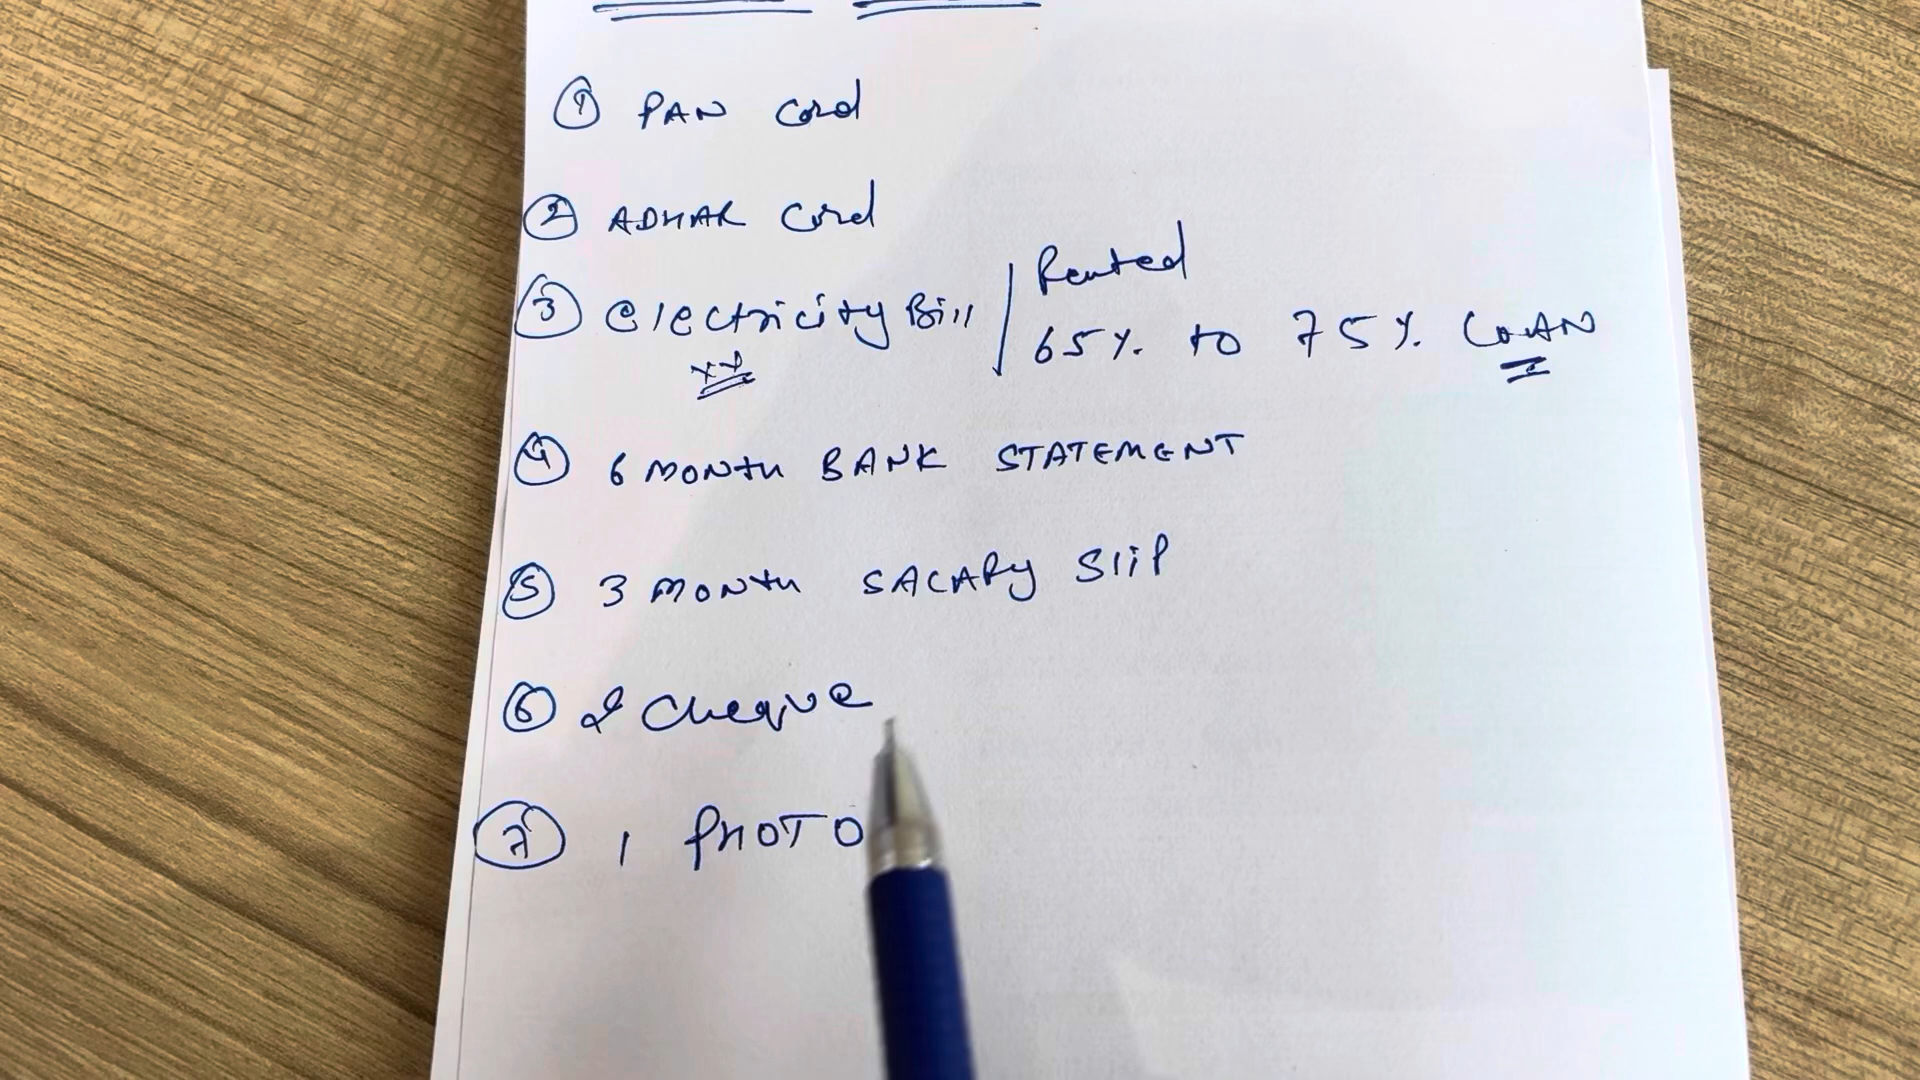 1 PAN Card
2 ADHAR Card
3 electricity Bill / Rented
65% to 75% LOAN
4 6 MONTH BANK STATEMENT
5 3 MONTH SALARY SLIP
6 2 Cheque
7 1 PHOTO